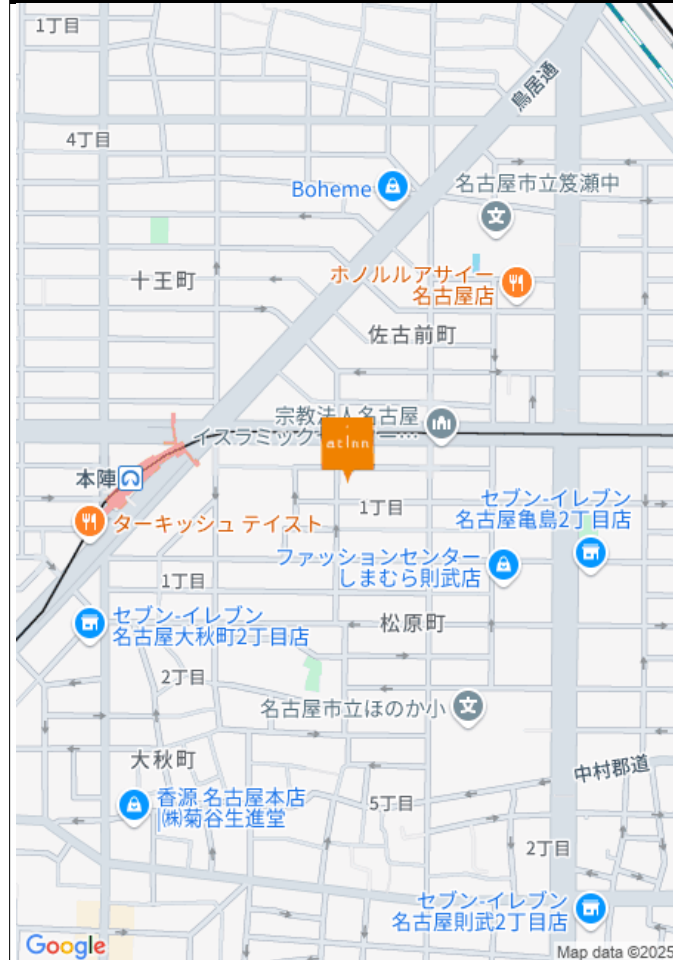 1丁目
鳥居通
4丁目
Boheme
名古屋市立笈瀬中
十王町
ホノルルアサイー
名古屋店
佐古前町
宗教法人名古屋
イスラミック
ー…
at Inn
本陣
1丁目
セブン-イレブン
名古屋亀島2丁目店
ターキッシュ テイスト
ファッションセンター
しまむら則武店
1丁目
セブン-イレブン
名古屋大秋町2丁目店
松原町
2丁目
名古屋市立ほのか小
大秋町
中村郡道
香源 名古屋本店
|㈱菊谷生進堂
5丁目
2丁目
セブン-イレブン
名古屋則武2丁目店
Google
Map data ©2025